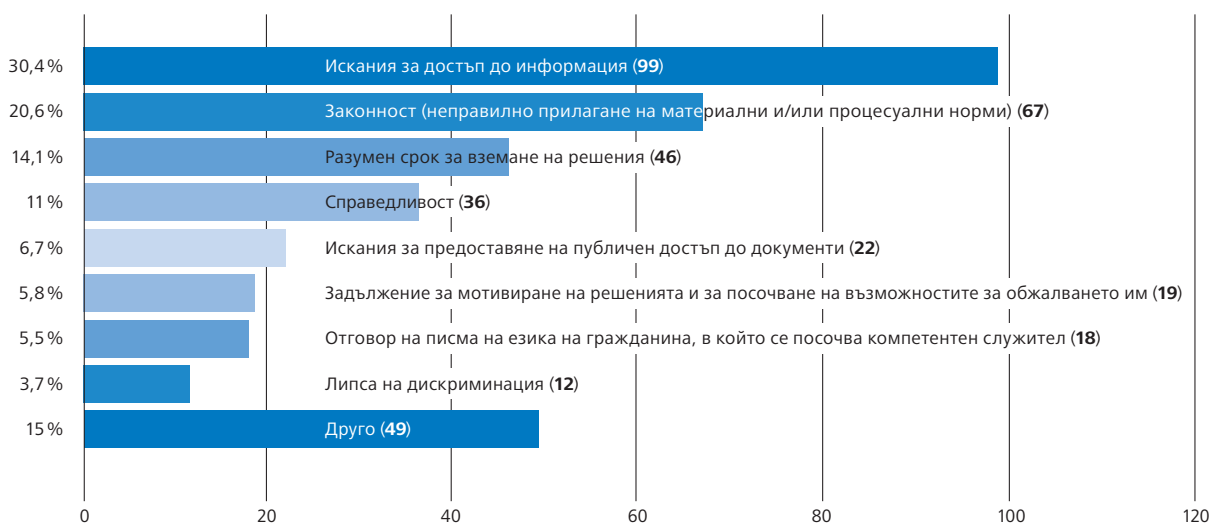 30,4 % Искания за достъп до информация (99)
20,6 % Законност (неправилно прилагане на материални и/или процесуални норми) (67)
14,1 % Разумен срок за вземане на решения (46)
11 % Справедливост (36)
6,7 % Искания за предоставяне на публичен достъп до документи (22)
5,8 % Задължение за мотивиране на решенията и за посочване на възможностите за обжалването им (19)
5,5 % Отговор на писма на езика на гражданина, в който се посочва компетентен служител (18)
3,7 % Липса на дискриминация (12)
15 % Друго (49)
0 20 40 60 80 100 120